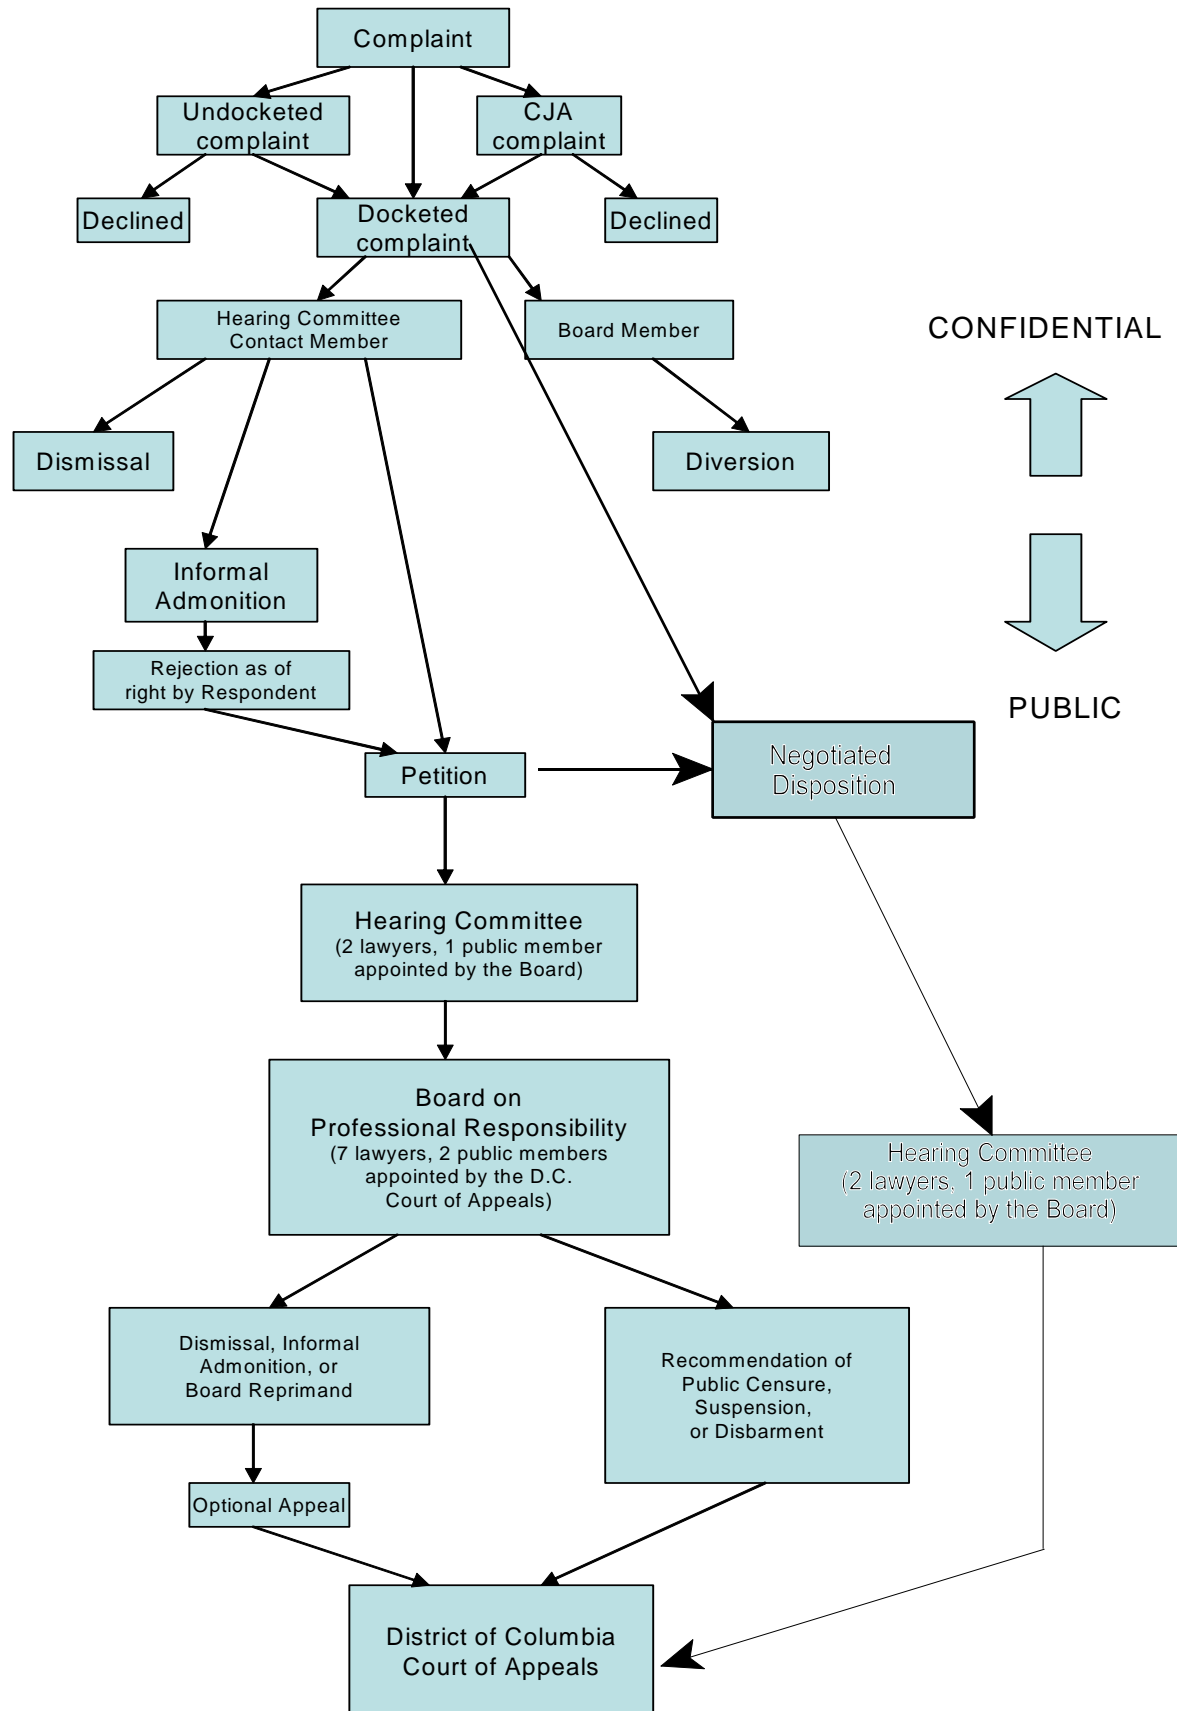 Complaint
Undocketed
complaint
CJA
complaint
Declined
Docketed
complaint
Declined
Hearing Committee
Contact Member
Board Member
CONFIDENTIAL
Dismissal
Diversion
Informal
Admonition
Rejection as of
right by Respondent
PUBLIC
Petition
Negotiated
Disposition
Hearing Committee
(2 lawyers, 1 public member
appointed by the Board)
Board on
Professional Responsibility
(7 lawyers, 2 public members
appointed by the D.C.
Court of Appeals)
Hearing Committee
(2 lawyers, 1 public member
appointed by the Board)
Dismissal, Informal
Admonition, or
Board Reprimand
Recommendation of
Public Censure,
Suspension,
or Disbarment
Optional Appeal
District of Columbia
Court of Appeals